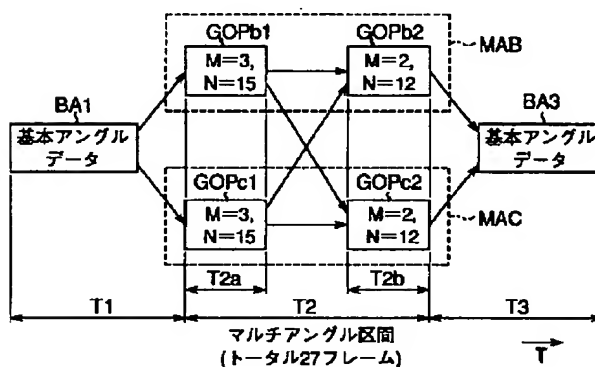 GOPb1
GOPb2
MAB
M=3,
N=15
M=2,
N=12
BA1
BA3
基本アングル
データ
基本アングル
データ
GOPc1
GOPc2
M=3,
N=15
M=2,
N=12
MAC
T2a
T2b
T1
T2
T3
マルチアングル区間
(トータル27フレーム)
T